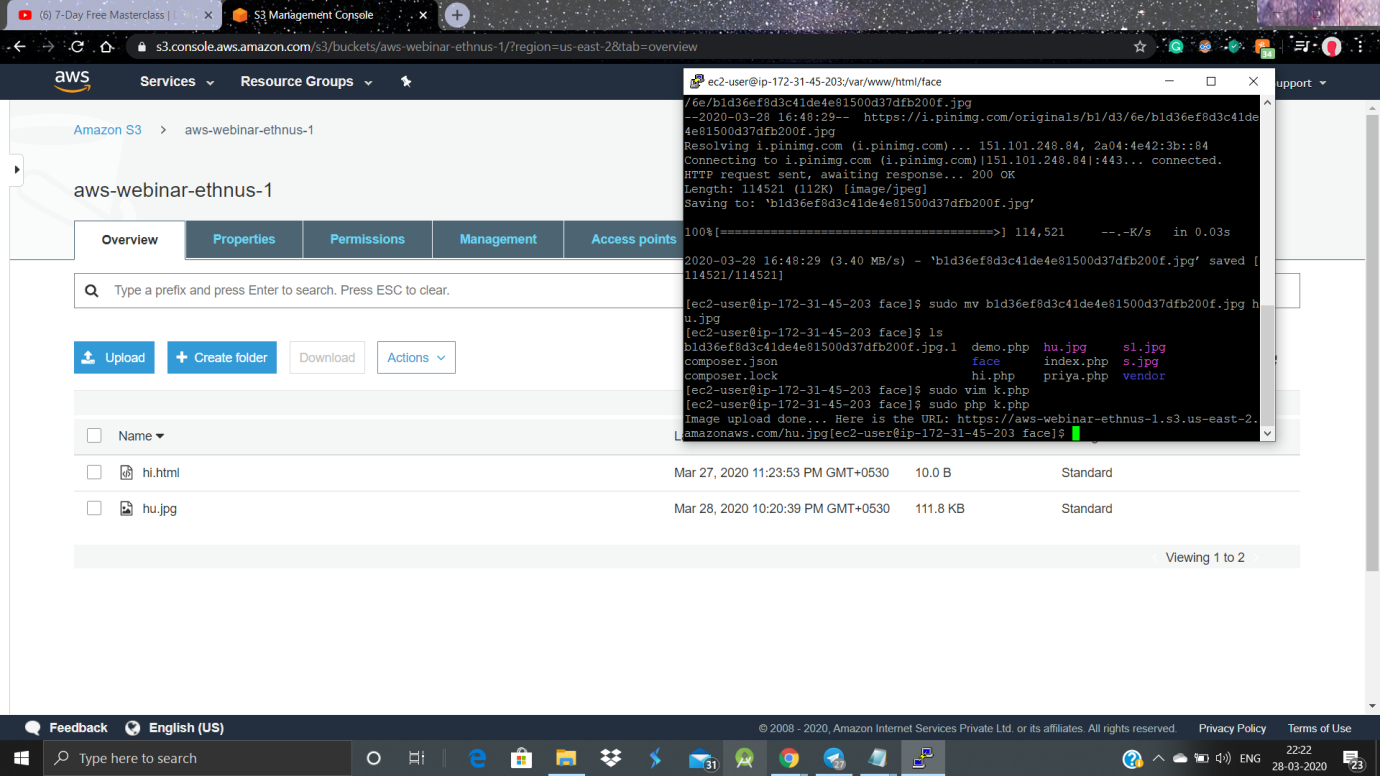 (6) 7-Day Free Masterclass |
S3 Management Console
s3.console.aws.amazon.com/s3/buckets/aws-webinar-ethnus-1/?region=us-east-2&tab=overview
34
aws
Services
Resource Groups
upport
Amazon S3 > aws-webinar-ethnus-1
aws-webinar-ethnus-1
Overview
Properties
Permissions
Management
Access points
Type a prefix and press Enter to search. Press ESC to clear.
Upload
+ Create folder
Download
Actions
Name
hi.html
Mar 27, 2020 11:23:53 PM GMT+0530
10.0 B
Standard
hu.jpg
Mar 28, 2020 10:20:39 PM GMT+0530
111.8 KB
Standard
Viewing 1 to 2
ec2-user@ip-172-31-45-203:/var/www/html/face
/6e/b1d36ef8d3c41de4e81500d37dfb200f.jpg
--2020-03-28 16:48:29-- https://i.pinimg.com/originals/b1/d3/6e/b1d36ef8d3c41de
4e81500d37dfb200f.jpg
Resolving i.pinimg.com (i.pinimg.com)... 151.101.248.84, 2a04:4e42:3b::84
Connecting to i.pinimg.com (i.pinimg.com)|151.101.248.84|:443... connected.
HTTP request sent, awaiting response... 200 OK
Length: 114521 (112K) [image/jpeg]
Saving to: ‘b1d36ef8d3c41de4e81500d37dfb200f.jpg’
100%[======================================>] 114,521 --.-K/s in 0.03s
2020-03-28 16:48:29 (3.40 MB/s) - ‘b1d36ef8d3c41de4e81500d37dfb200f.jpg’ saved [
114521/114521]
[ec2-user@ip-172-31-45-203 face]$ sudo mv b1d36ef8d3c41de4e81500d37dfb200f.jpg h
u.jpg
[ec2-user@ip-172-31-45-203 face]$ ls
b1d36ef8d3c41de4e81500d37dfb200f.jpg.1 demo.php hu.jpg s1.jpg
composer.json face index.php s.jpg
composer.lock hi.php priya.php vendor
[ec2-user@ip-172-31-45-203 face]$ sudo vim k.php
[ec2-user@ip-172-31-45-203 face]$ sudo php k.php
Image upload done... Here is the URL: https://aws-webinar-ethnus-1.s3.us-east-2.
amazonaws.com/hu.jpg[ec2-user@ip-172-31-45-203 face]$
Feedback
English (US)
© 2008 - 2020, Amazon Internet Services Private Ltd. or its affiliates. All rights reserved.
Privacy Policy
Terms of Use
Type here to search
31
27
ENG
22:22
28-03-2020
23